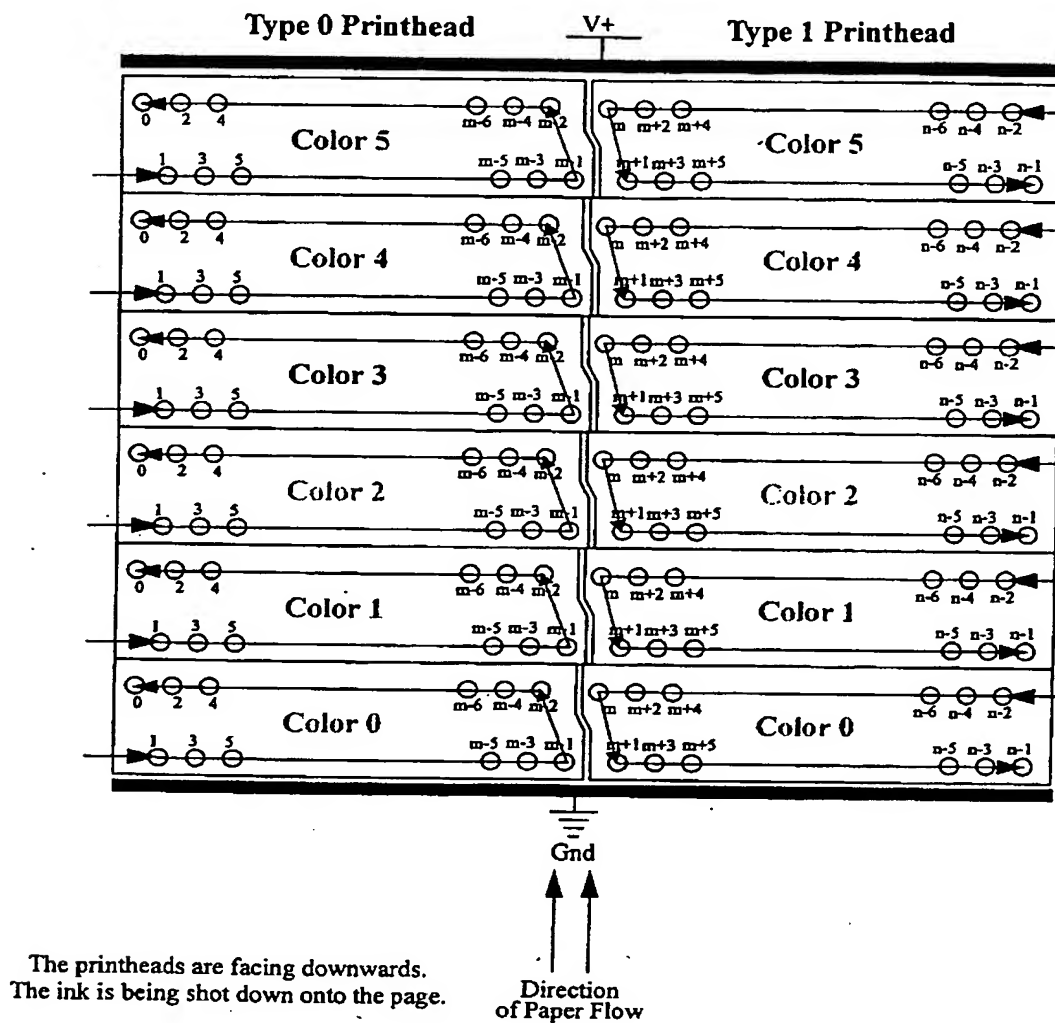 Type 0 Printhead V+ Type 1 Printhead
m-6 m-4 m-2 m m+2 m+4 n-6 n-4 n-2
0 2 4 Color 5 Color 5
1 3 5 m-5 m-3 m-1 m+1 m+3 m+5 n-5 n-3 n-1
0 2 4 m-6 m-4 m-2 m m+2 m+4 n-6 n-4 n-2
Color 4 Color 4
1 3 5 m-5 m-3 m-1 m+1 m+3 m+5 n-5 n-3 n-1
0 2 4 m-6 m-4 m-2 m m+2 m+4 n-6 n-4 n-2
Color 3 Color 3
1 3 5 m-5 m-3 m-1 m+1 m+3 m+5 n-5 n-3 n-1
0 2 4 m-6 m-4 m-2 m m+2 m+4 n-6 n-4 n-2
Color 2 Color 2
1 3 5 m-5 m-3 m-1 m+1 m+3 m+5 n-5 n-3 n-1
0 2 4 m-6 m-4 m-2 m m+2 m+4 n-6 n-4 n-2
Color 1 Color 1
1 3 5 m-5 m-3 m-1 m+1 m+3 m+5 n-5 n-3 n-1
0 2 4 m-6 m-4 m-2 m m+2 m+4 n-6 n-4 n-2
Color 0 Color 0
1 3 5 m-5 m-3 m-1 m+1 m+3 m+5 n-5 n-3 n-1
Gnd
The printheads are facing downwards.
The ink is being shot down onto the page.
Direction
of Paper Flow